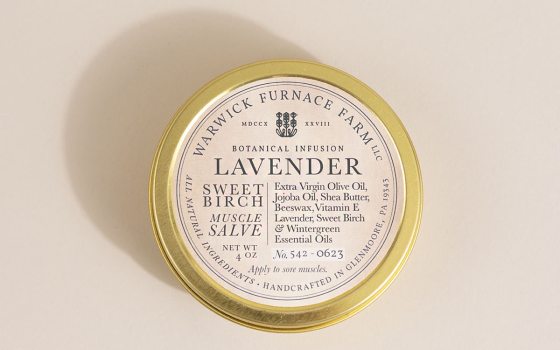 WARWICK FURNACE FARM LLC
MDCCX XXVIII
BOTANICAL INFUSION
LAVENDER
SWEET
BIRCH
MUSCLE
SALVE
NET WT
4 OZ
Extra Virgin Olive Oil,
Jojoba Oil, Shea Butter,
Beeswax, Vitamin E
Lavender, Sweet Birch
& Wintergreen
Essential Oils
No. 542 - 0623
Apply to sore muscles.
ALL NATURAL INGREDIENTS • HANDCRAFTED IN GLENMOORE, PA 19343